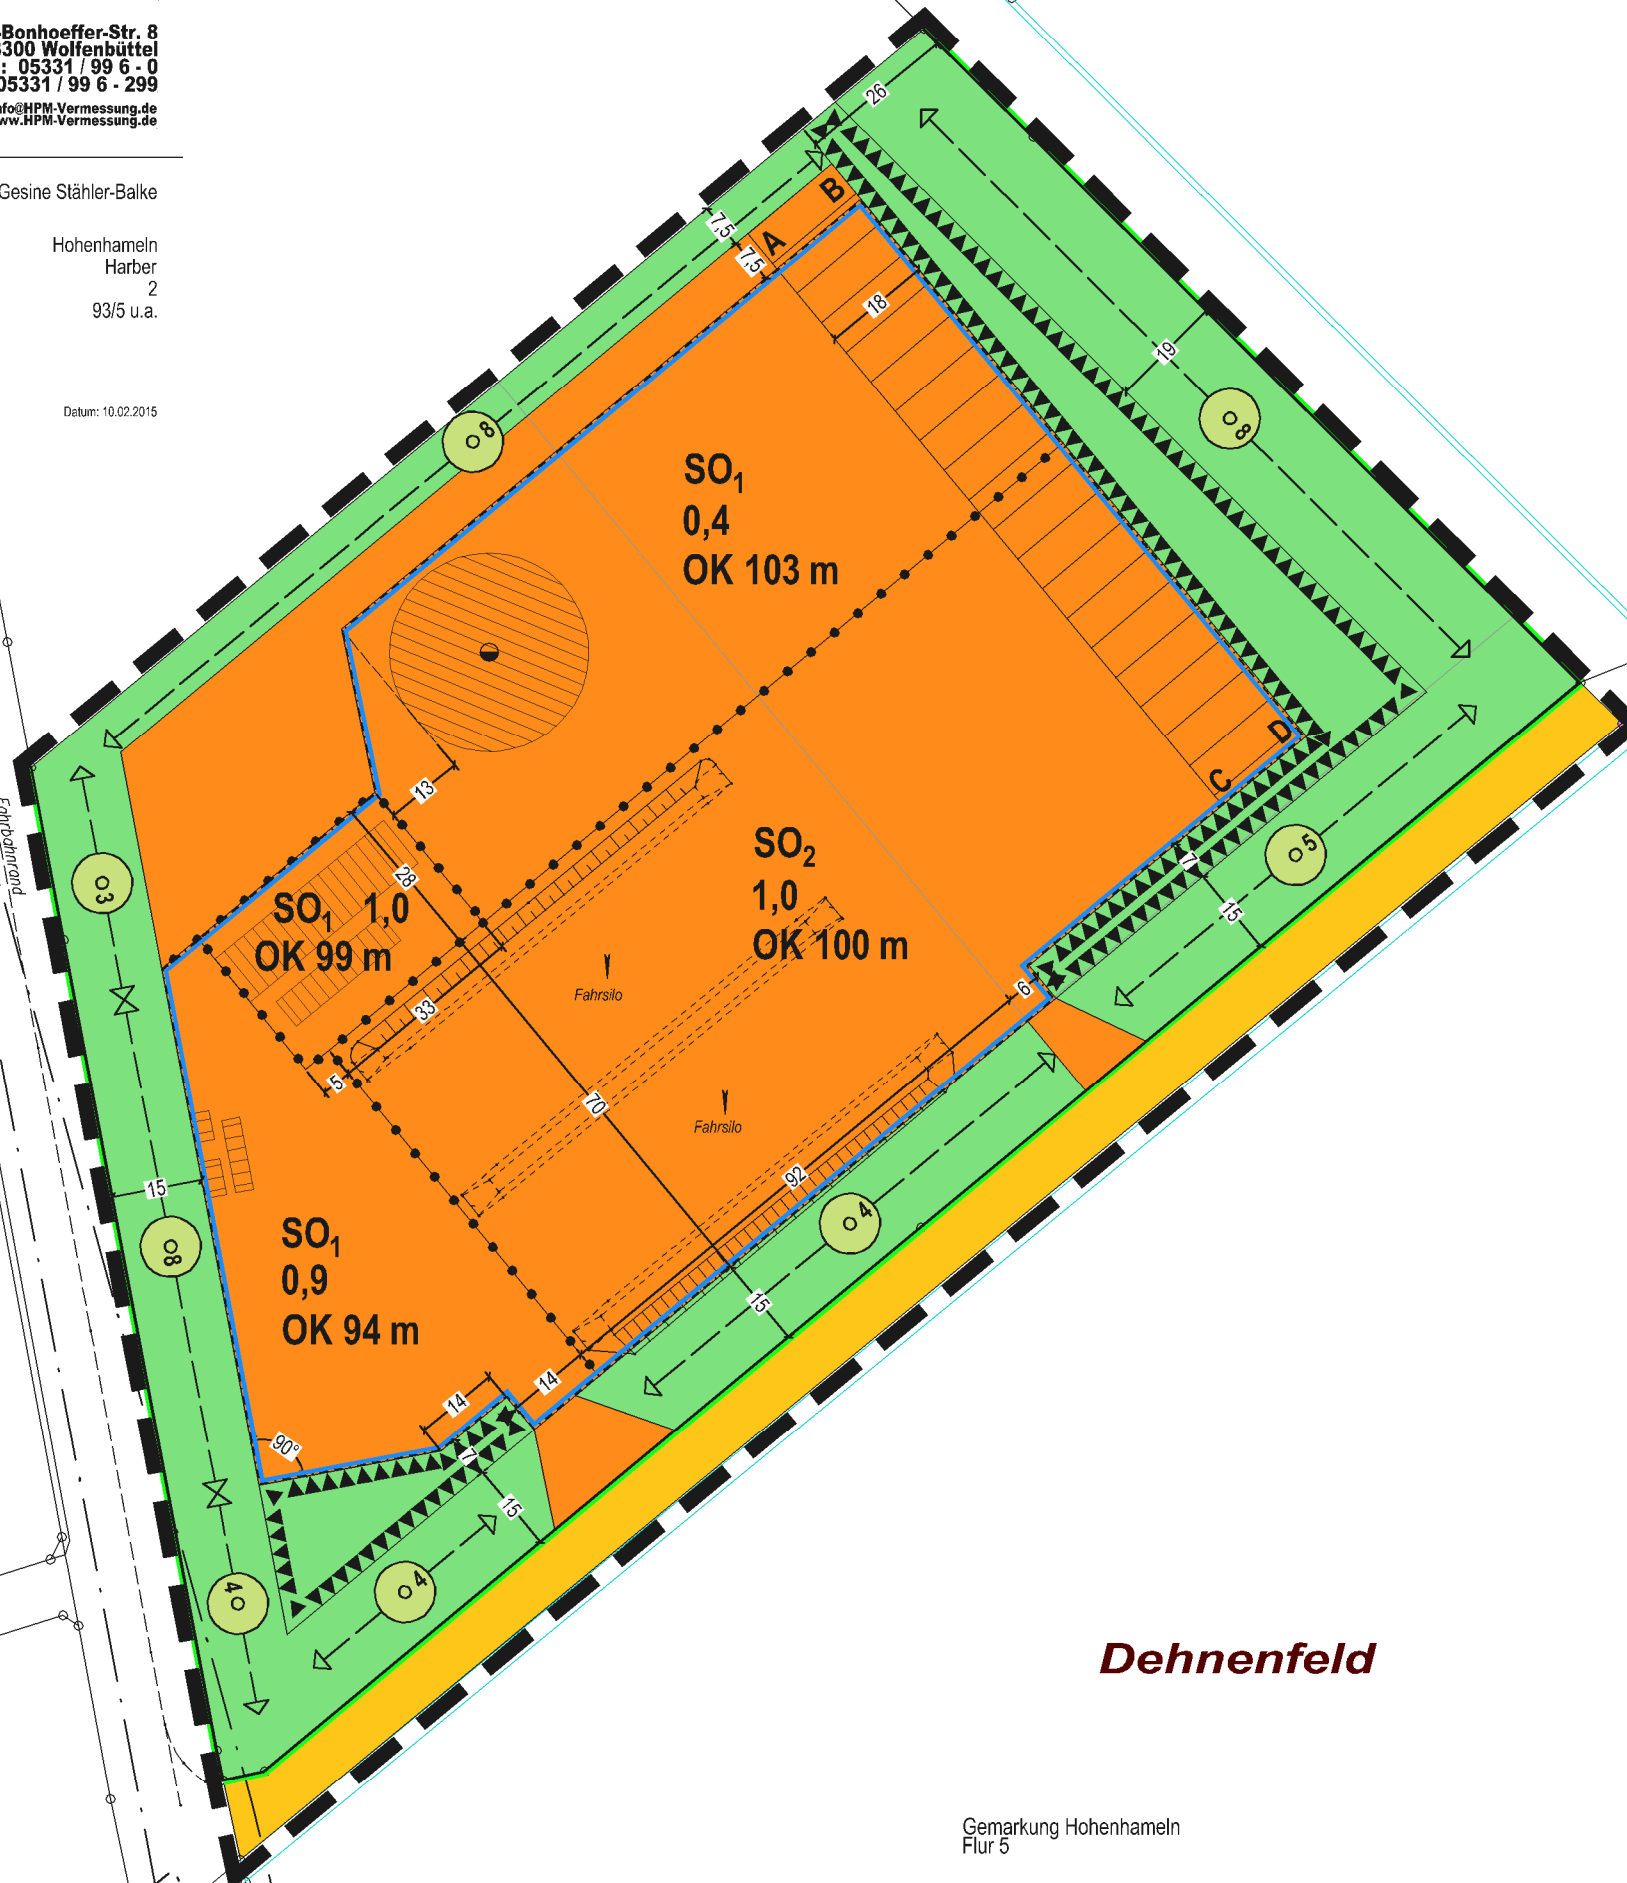 -Bonhoeffer-Str. 8
300 Wolfenbüttel
: 05331 / 99 6 - 0
05331 / 99 6 - 299
nfo@HPM-Vermessung.de
ww.HPM-Vermessung.de
Gesine Stähler-Balke
Hohenhameln
Harber
2
93/5 u.a.
Datum: 10.02.2015
26
B
7,5
A
7,5
18
19
8
8
SO1
0,4
OK 103 m
D
C
13
Fahrbahnrand
3
28
SO1 1,0
OK 99 m
SO2
1,0
OK 100 m
5
7
15
Fahrsilo
6
33
5
70
Fahrsilo
92
15
8
4
SO1
0,9
OK 94 m
15
14
14
90°
7
15
4
4
Dehnenfeld
Gemarkung Hohenhameln
Flur 5